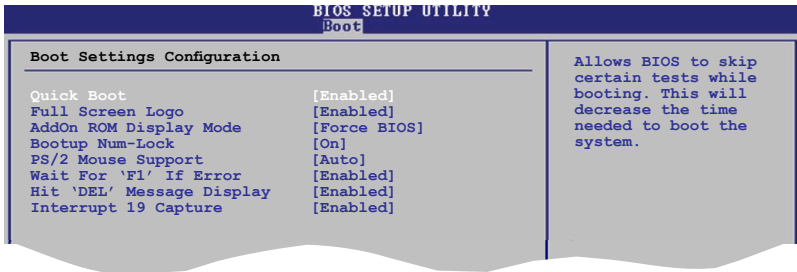 BIOS SETUP UTILITY
Boot
Boot Settings Configuration
Quick Boot [Enabled]
Full Screen Logo [Enabled]
AddOn ROM Display Mode [Force BIOS]
Bootup Num-Lock [On]
PS/2 Mouse Support [Auto]
Wait For ‘F1’ If Error [Enabled]
Hit ‘DEL’ Message Display [Enabled]
Interrupt 19 Capture [Enabled]
Allows BIOS to skip
certain tests while
booting. This will
decrease the time
needed to boot the
system.